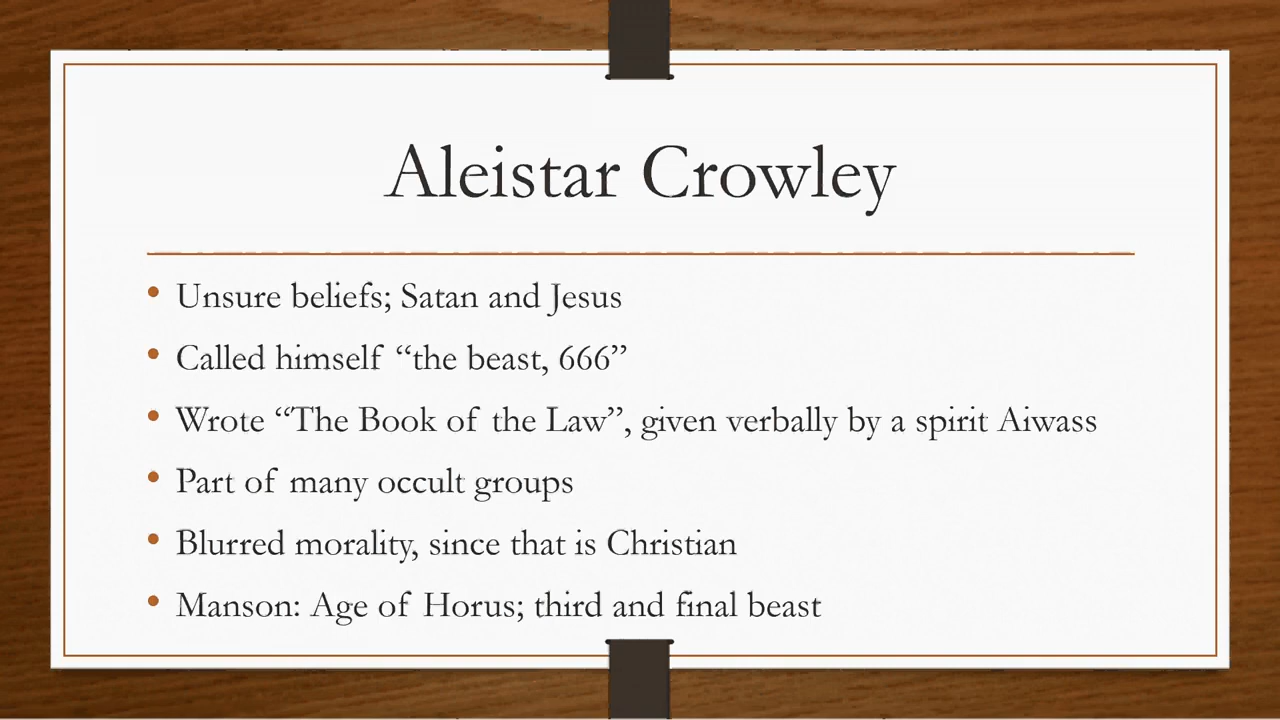 Aleistar Crowley
• Unsure beliefs; Satan and Jesus
• Called himself “the beast, 666”
• Wrote “The Book of the Law”, given verbally by a spirit Aiwass
• Part of many occult groups
• Blurred morality, since that is Christian
• Manson: Age of Horus; third and final beast